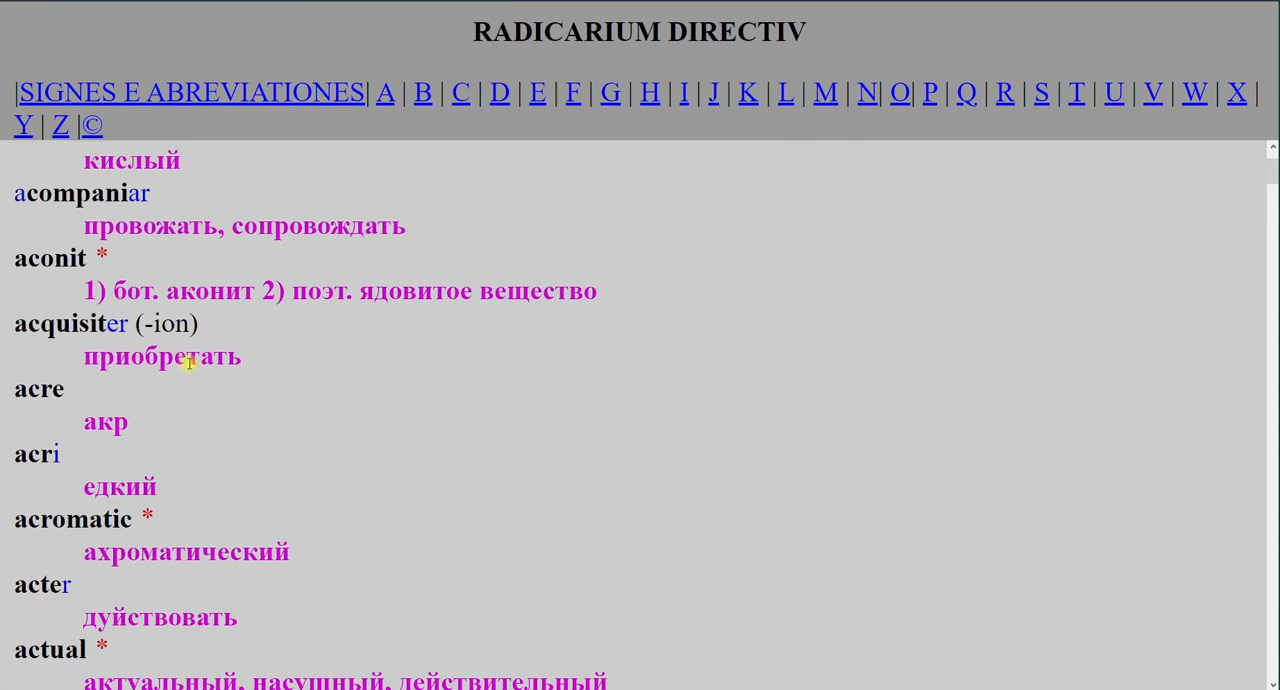 RADICARIUM DIRECTIV
|SIGNES E ABREVIATIONES| A | B | C | D | E | F | G | H | I | J | K | L | M | N| O| P | Q | R | S | T | U | V | W | X |
Y | Z |©
кислый
acompaniar
провожать, сопровождать
aconit *
1) бот. аконит 2) поэт. ядовитое вещество
acquisiter (-ion)
приобретать
acre
акр
acri
едкий
acromatic *
ахроматический
acter
дуйствовать
actual *
актуальный, насущный, действительный